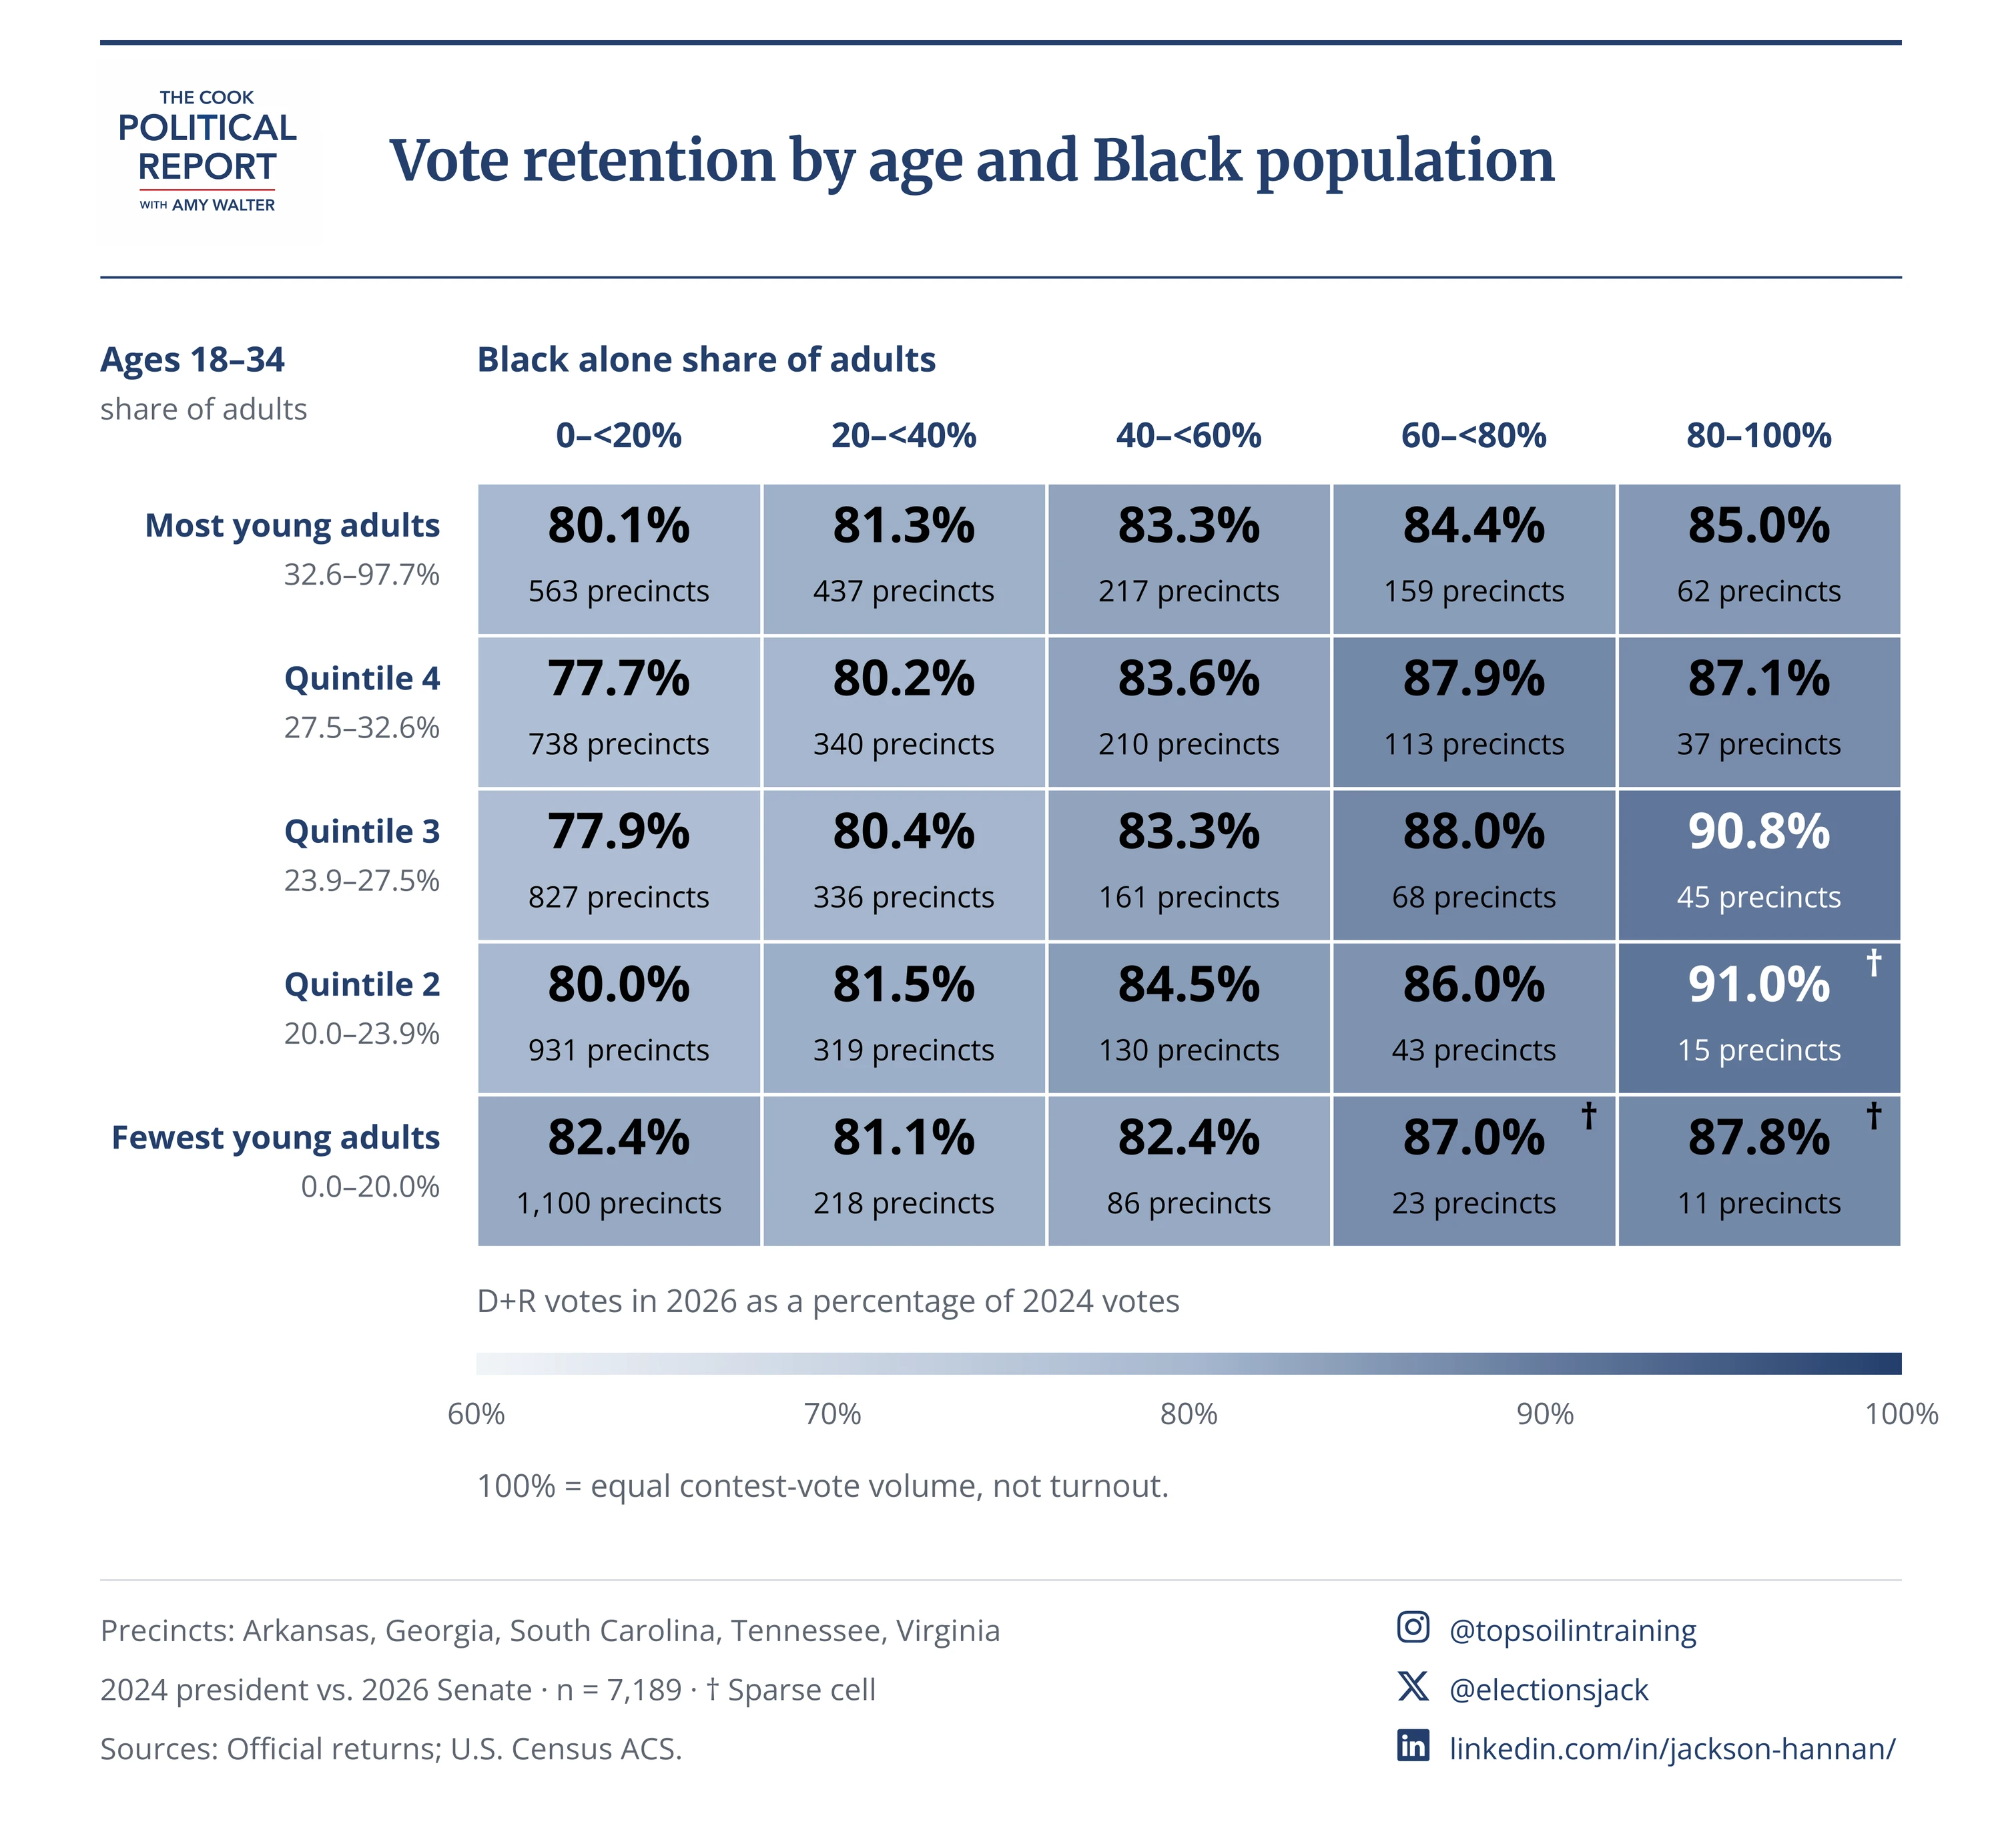 THE COOK
POLITICAL
REPORT
WITH AMY WALTER
Vote retention by age and Black population
Ages 18–34
share of adults
Black alone share of adults
0–<20% 20–<40% 40–<60% 60–<80% 80–100%
Most young adults 80.1% 81.3% 83.3% 84.4% 85.0%
32.6–97.7% 563 precincts 437 precincts 217 precincts 159 precincts 62 precincts
Quintile 4 77.7% 80.2% 83.6% 87.9% 87.1%
27.5–32.6% 738 precincts 340 precincts 210 precincts 113 precincts 37 precincts
Quintile 3 77.9% 80.4% 83.3% 88.0% 90.8%
23.9–27.5% 827 precincts 336 precincts 161 precincts 68 precincts 45 precincts
Quintile 2 80.0% 81.5% 84.5% 86.0% 91.0% †
20.0–23.9% 931 precincts 319 precincts 130 precincts 43 precincts 15 precincts
Fewest young adults 82.4% 81.1% 82.4% 87.0% † 87.8% †
0.0–20.0% 1,100 precincts 218 precincts 86 precincts 23 precincts 11 precincts
D+R votes in 2026 as a percentage of 2024 votes
60% 70% 80% 90% 100%
100% = equal contest-vote volume, not turnout.
Precincts: Arkansas, Georgia, South Carolina, Tennessee, Virginia
2024 president vs. 2026 Senate · n = 7,189 · † Sparse cell
Sources: Official returns; U.S. Census ACS.
@topsoilintraining
@electionsjack
linkedin.com/in/jackson-hannan/